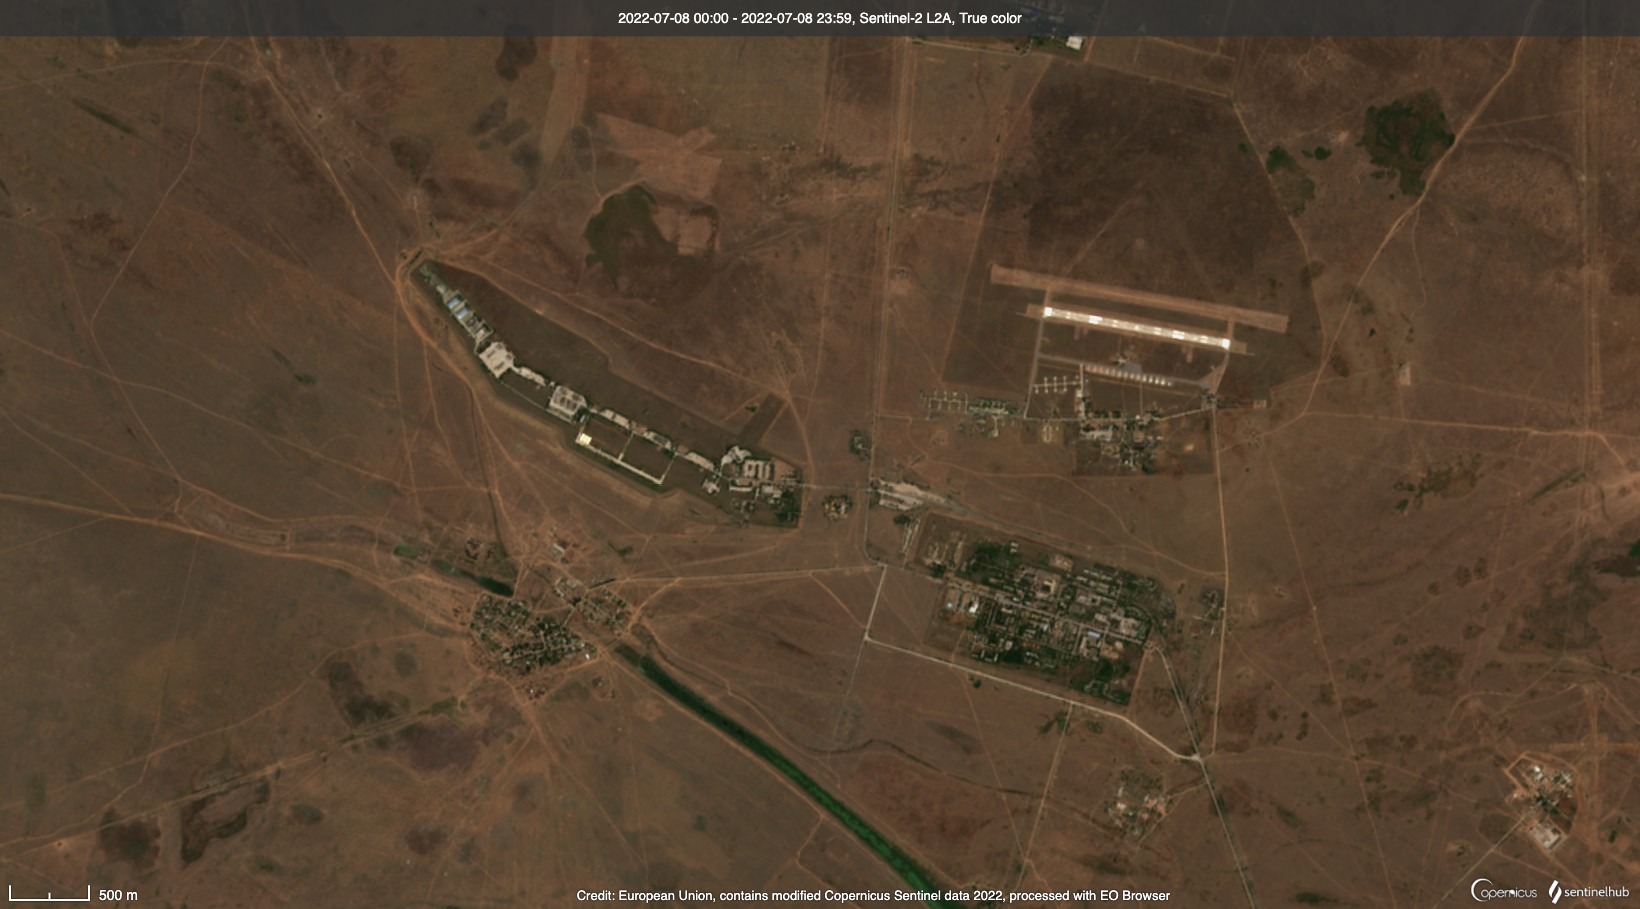 2022-07-08 00:00 - 2022-07-08 23:59, Sentinel-2 L2A, True color
500 m
Credit: European Union, contains modified Copernicus Sentinel data 2022, processed with EO Browser
Copernicus
sentinelhub